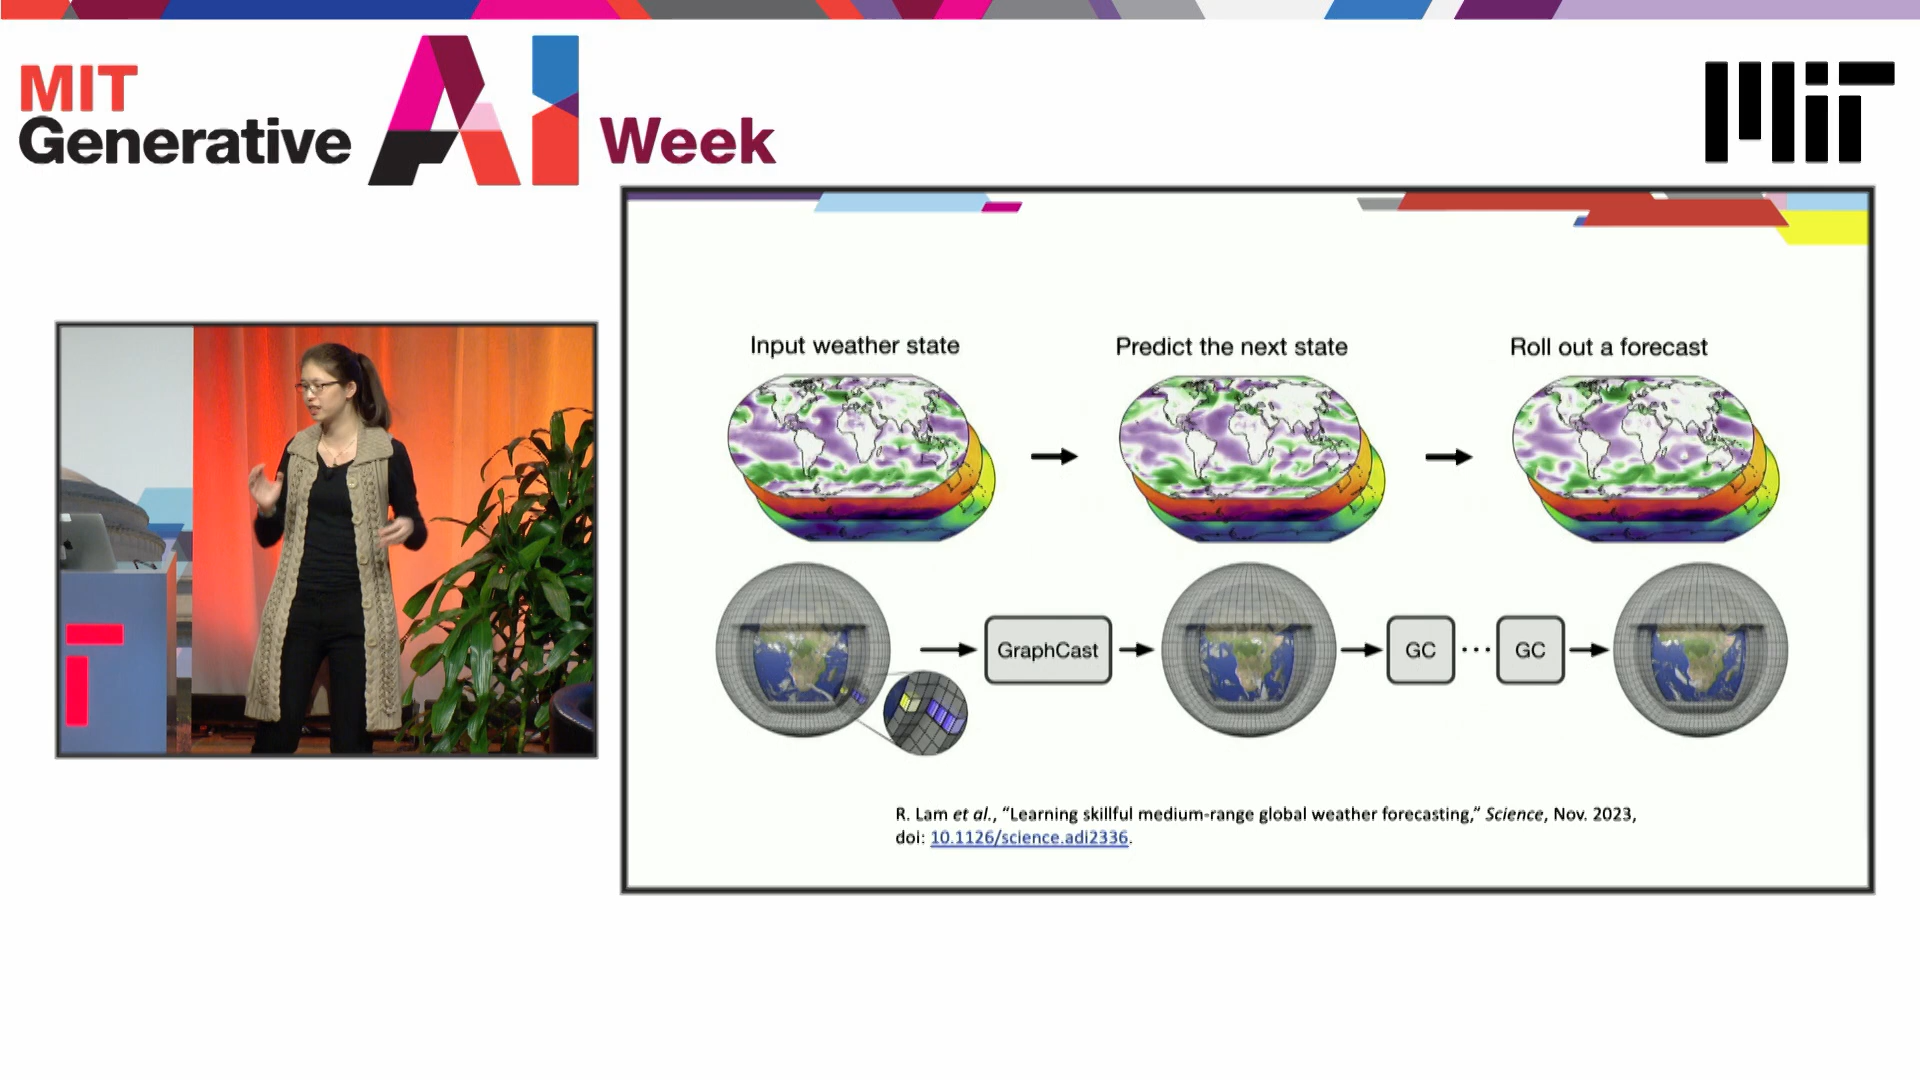 MIT
Generative AI Week
MIT
Input weather state
Predict the next state
Roll out a forecast
GraphCast
GC
...
GC
R. Lam et al., “Learning skillful medium-range global weather forecasting,” Science, Nov. 2023,
doi: 10.1126/science.adi2336.